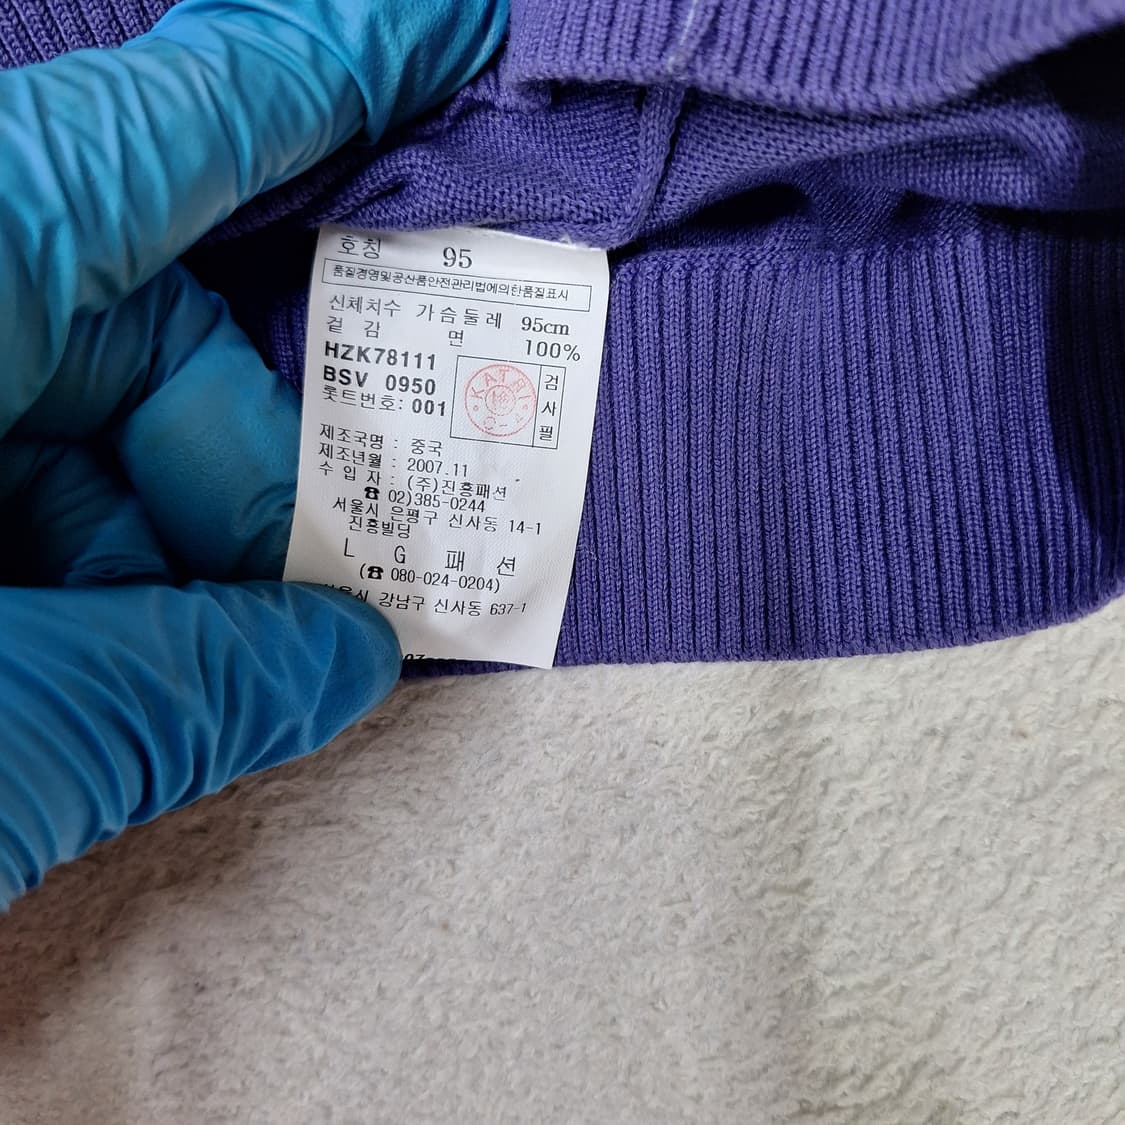 호칭 95
품질경영및공산품안전관리법에의한품질표시
신체치수 가슴둘레 95cm
겉감 면 100%
HZK78111
BSV 0950
롯트번호: 001
KATRI
검사필
제조국명 : 중국
제조년월 : 2007.11
수입자 : (주)진흥패션
☎ 02)385-0244
서울시 은평구 신사동 14-1
진흥빌딩
LG패션
(☎ 080-024-0204)
강남구 신사동 637-1